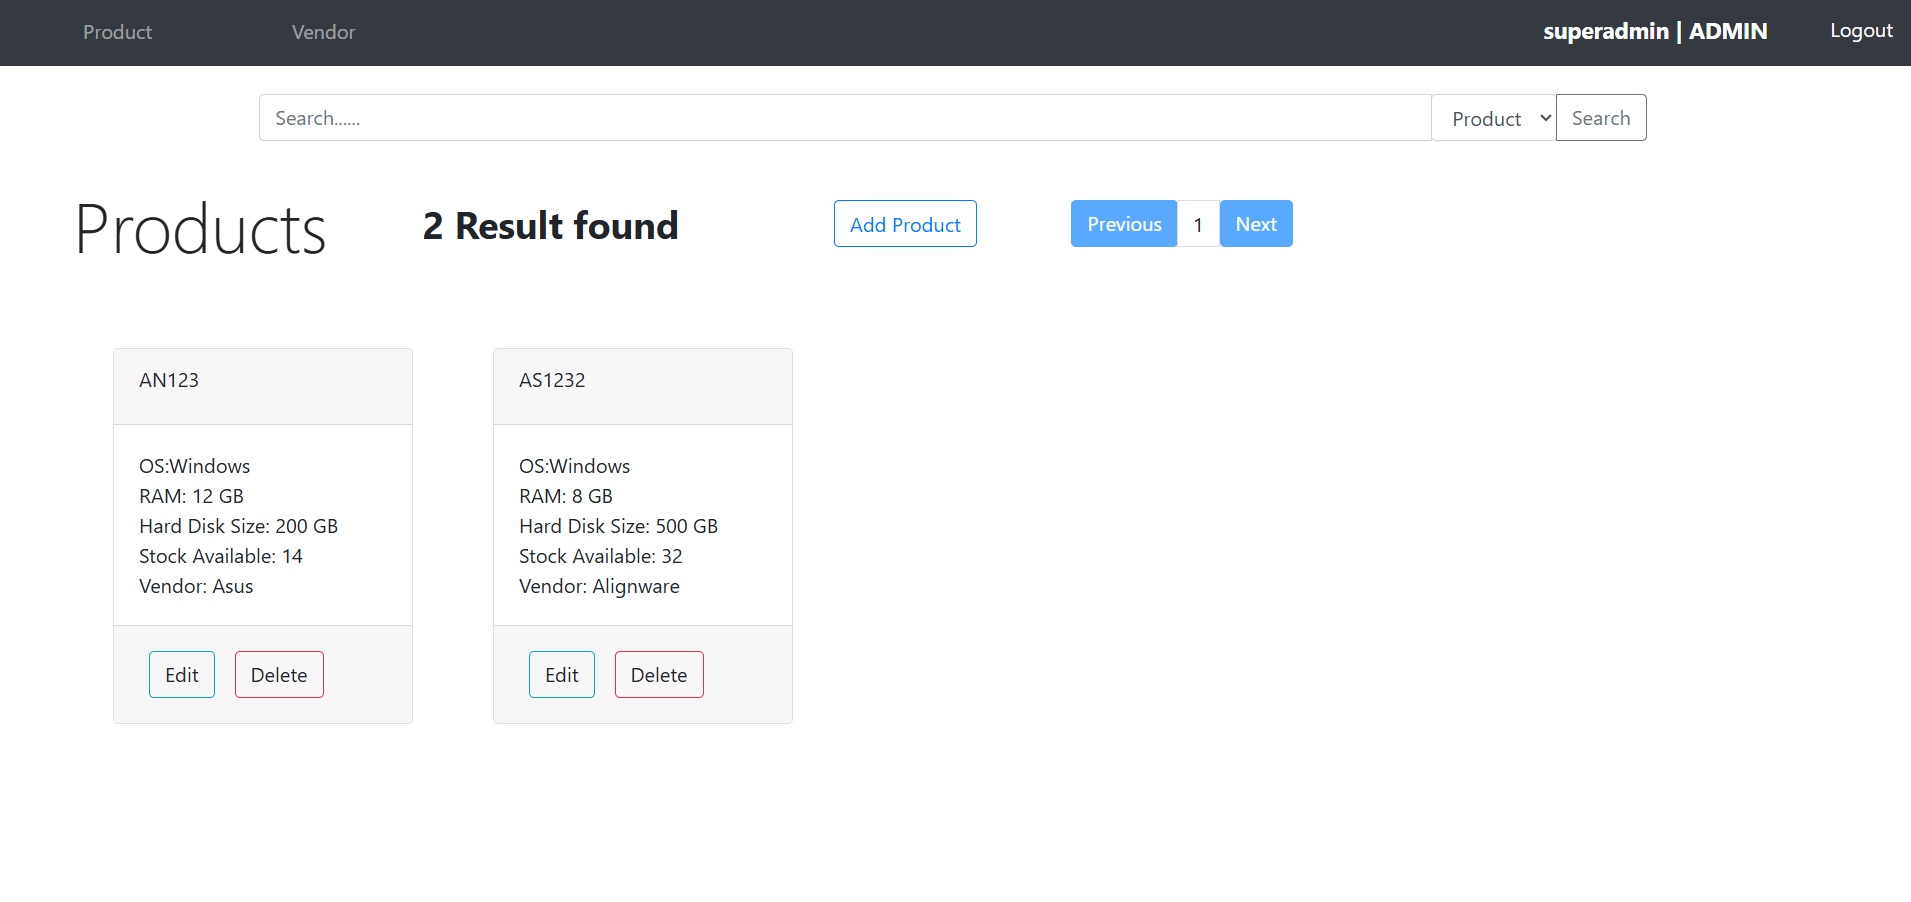 Product Vendor superadmin | ADMIN Logout
Search...... Product Search
Products 2 Result found Add Product Previous 1 Next
AN123
OS:Windows
RAM: 12 GB
Hard Disk Size: 200 GB
Stock Available: 14
Vendor: Asus
Edit Delete
AS1232
OS:Windows
RAM: 8 GB
Hard Disk Size: 500 GB
Stock Available: 32
Vendor: Alignware
Edit Delete